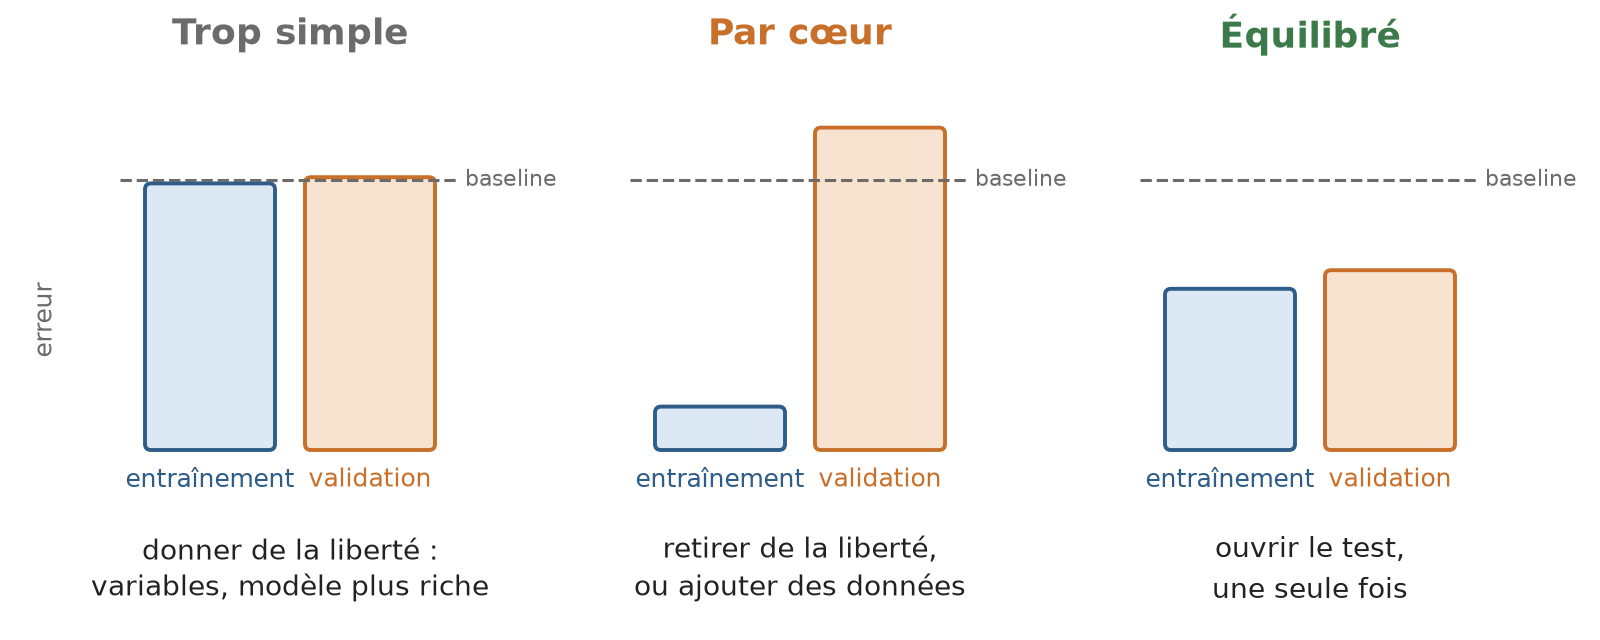 Trop simple
Par cœur
Équilibré
baseline
baseline
baseline
erreur
entraînement
validation
entraînement
validation
entraînement
validation
donner de la liberté :
variables, modèle plus riche
retirer de la liberté,
ou ajouter des données
ouvrir le test,
une seule fois